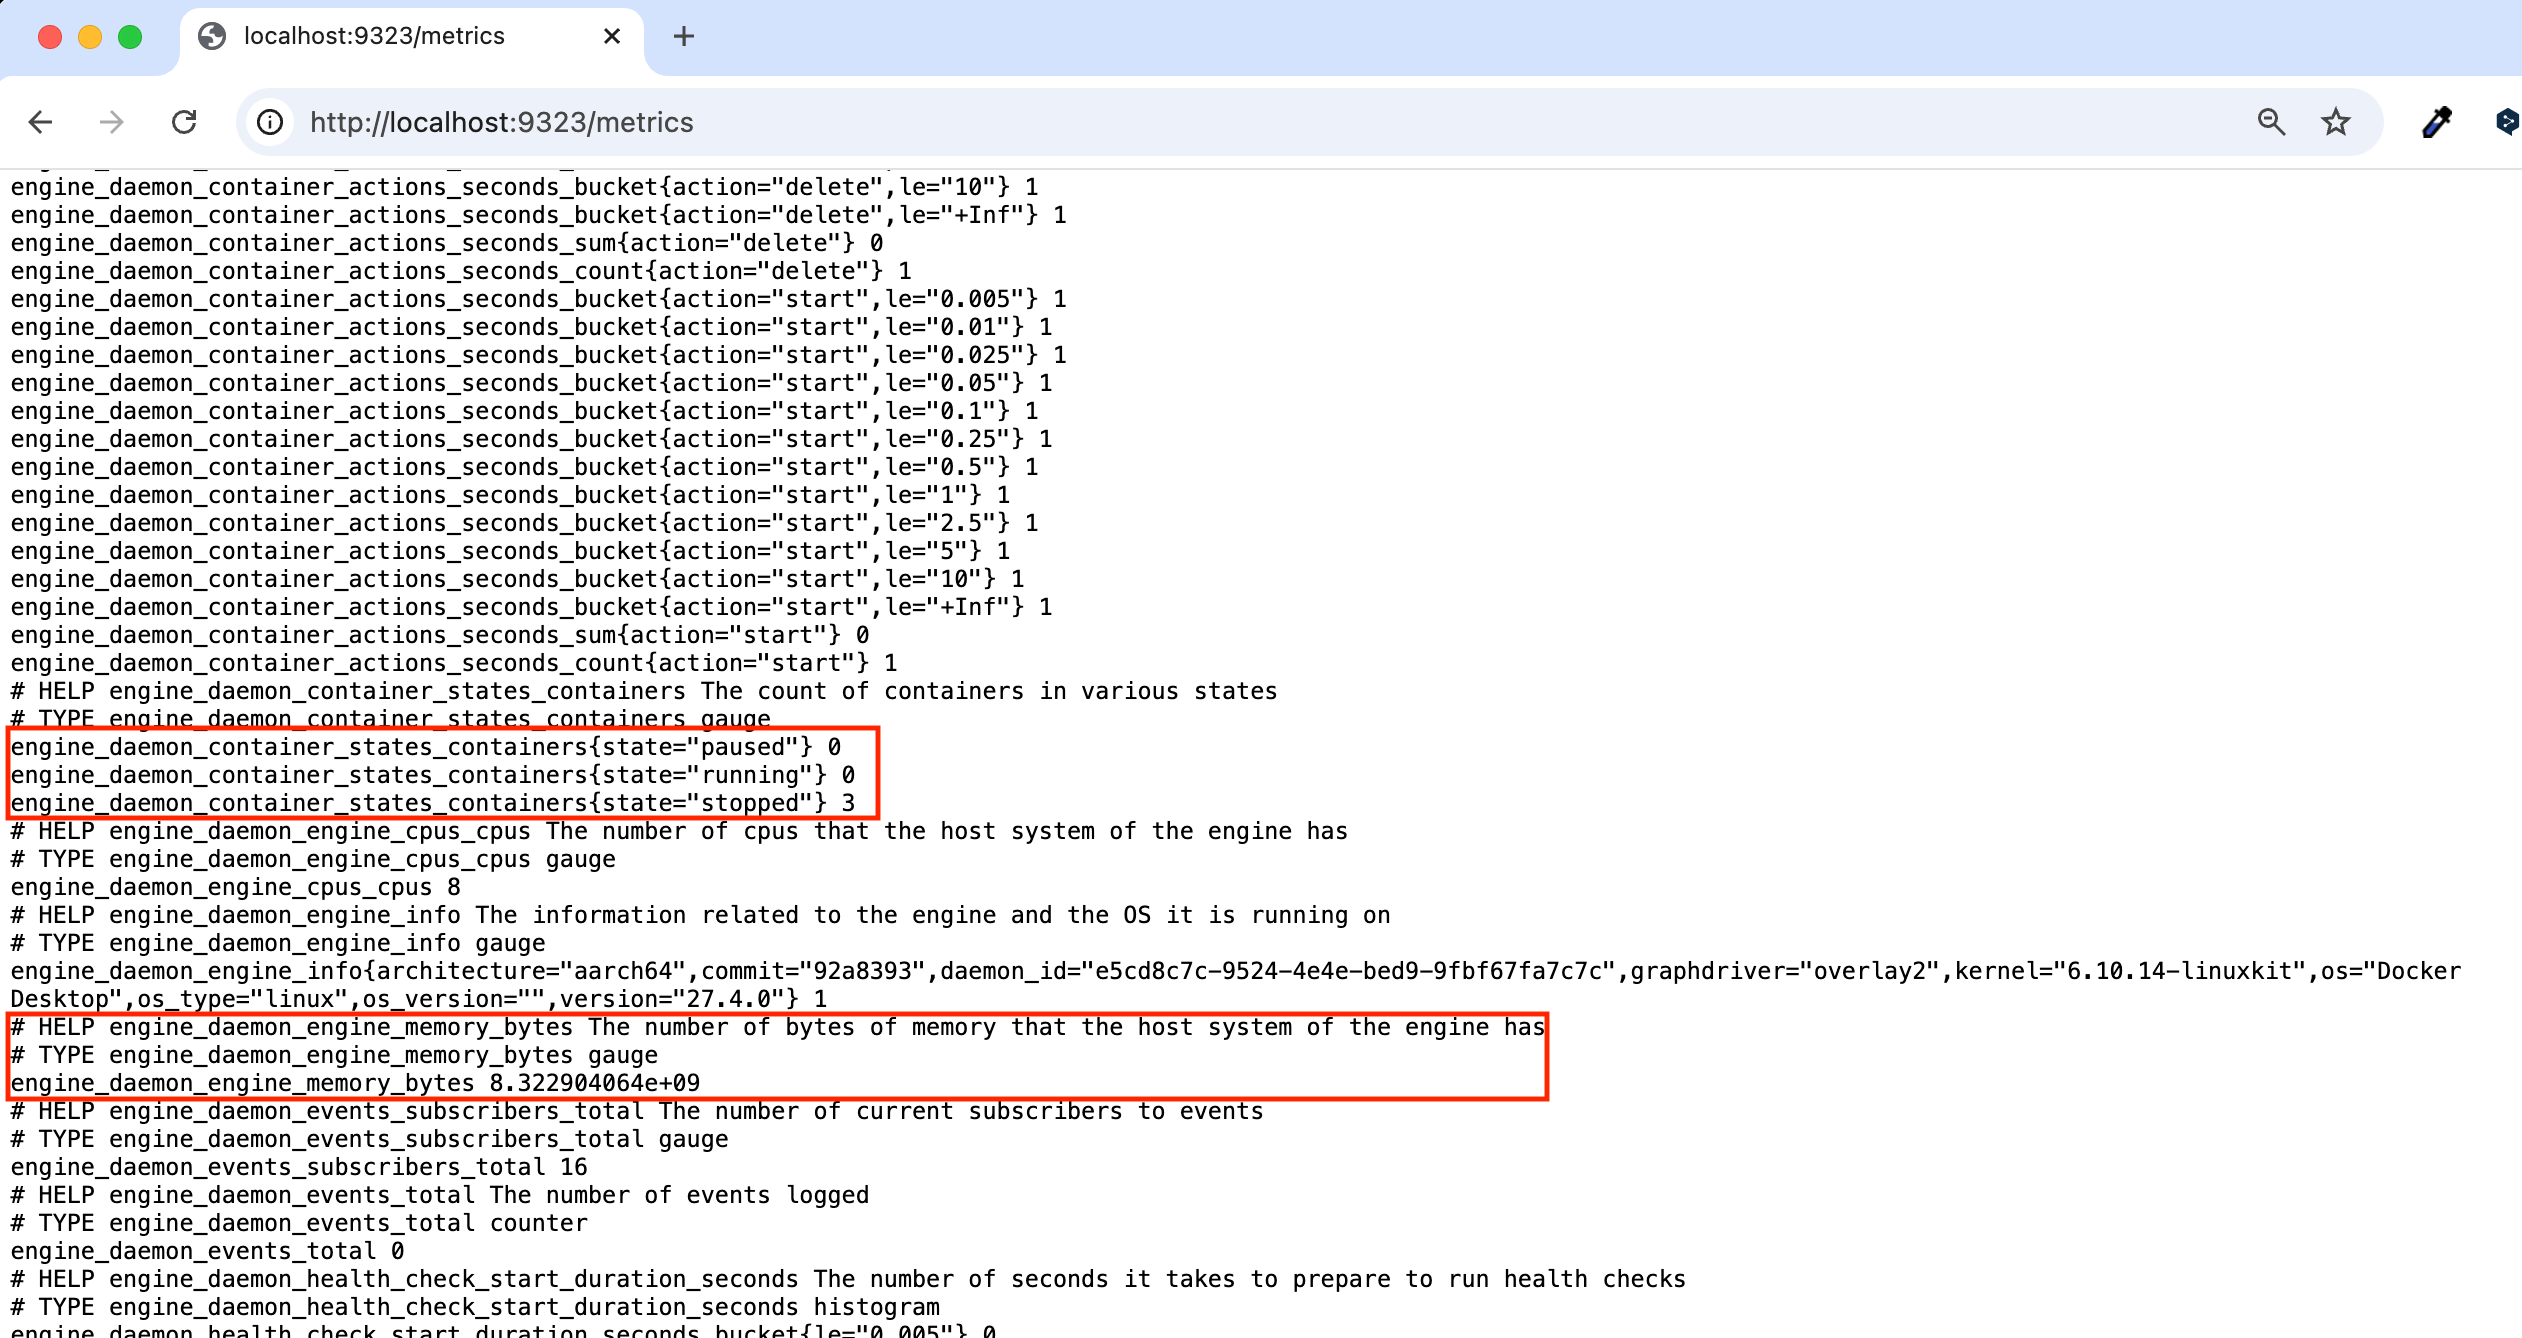 localhost:9323/metrics
http://localhost:9323/metrics
engine_daemon_container_actions_seconds_bucket{action="delete",le="10"} 1
engine_daemon_container_actions_seconds_bucket{action="delete",le="+Inf"} 1
engine_daemon_container_actions_seconds_sum{action="delete"} 0
engine_daemon_container_actions_seconds_count{action="delete"} 1
engine_daemon_container_actions_seconds_bucket{action="start",le="0.005"} 1
engine_daemon_container_actions_seconds_bucket{action="start",le="0.01"} 1
engine_daemon_container_actions_seconds_bucket{action="start",le="0.025"} 1
engine_daemon_container_actions_seconds_bucket{action="start",le="0.05"} 1
engine_daemon_container_actions_seconds_bucket{action="start",le="0.1"} 1
engine_daemon_container_actions_seconds_bucket{action="start",le="0.25"} 1
engine_daemon_container_actions_seconds_bucket{action="start",le="0.5"} 1
engine_daemon_container_actions_seconds_bucket{action="start",le="1"} 1
engine_daemon_container_actions_seconds_bucket{action="start",le="2.5"} 1
engine_daemon_container_actions_seconds_bucket{action="start",le="5"} 1
engine_daemon_container_actions_seconds_bucket{action="start",le="10"} 1
engine_daemon_container_actions_seconds_bucket{action="start",le="+Inf"} 1
engine_daemon_container_actions_seconds_sum{action="start"} 0
engine_daemon_container_actions_seconds_count{action="start"} 1
# HELP engine_daemon_container_states_containers The count of containers in various states
# TYPE engine_daemon_container_states_containers gauge
engine_daemon_container_states_containers{state="paused"} 0
engine_daemon_container_states_containers{state="running"} 0
engine_daemon_container_states_containers{state="stopped"} 3
# HELP engine_daemon_engine_cpus_cpus The number of cpus that the host system of the engine has
# TYPE engine_daemon_engine_cpus_cpus gauge
engine_daemon_engine_cpus_cpus 8
# HELP engine_daemon_engine_info The information related to the engine and the OS it is running on
# TYPE engine_daemon_engine_info gauge
engine_daemon_engine_info{architecture="aarch64",commit="92a8393",daemon_id="e5cd8c7c-9524-4e4e-bed9-9fbf67fa7c7c",graphdriver="overlay2",kernel="6.10.14-linuxkit",os="Docker
Desktop",os_type="linux",os_version="",version="27.4.0"} 1
# HELP engine_daemon_engine_memory_bytes The number of bytes of memory that the host system of the engine has
# TYPE engine_daemon_engine_memory_bytes gauge
engine_daemon_engine_memory_bytes 8.322904064e+09
# HELP engine_daemon_events_subscribers_total The number of current subscribers to events
# TYPE engine_daemon_events_subscribers_total gauge
engine_daemon_events_subscribers_total 16
# HELP engine_daemon_events_total The number of events logged
# TYPE engine_daemon_events_total counter
engine_daemon_events_total 0
# HELP engine_daemon_health_check_start_duration_seconds The number of seconds it takes to prepare to run health checks
# TYPE engine_daemon_health_check_start_duration_seconds histogram
engine_daemon_health_check_start_duration_seconds_bucket{le="0.005"} 0